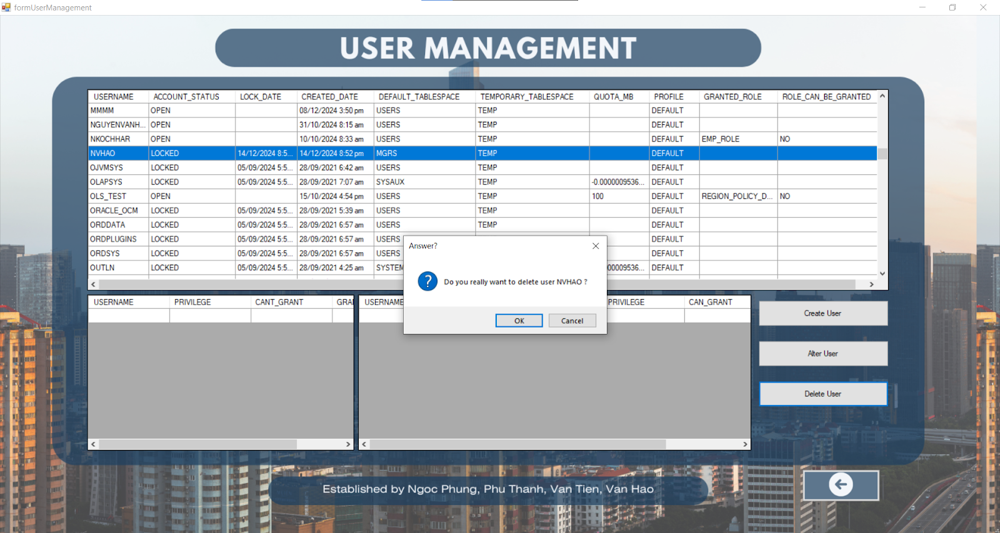 formUserManagement
USER MANAGEMENT
USERNAME ACCOUNT_STATUS LOCK_DATE CREATED_DATE DEFAULT_TABLESPACE TEMPORARY_TABLESPACE QUOTA_MB PROFILE GRANTED_ROLE ROLE_CAN_BE_GRANTED
MMMM OPEN 08/12/2024 3:50 pm USERS TEMP DEFAULT
NGUYENVANH... OPEN 31/10/2024 8:15 am USERS TEMP DEFAULT
NKOCHHAR OPEN 10/10/2024 8:33 am USERS TEMP DEFAULT EMP_ROLE NO
NVHAO LOCKED 14/12/2024 8:5... 14/12/2024 8:52 pm MGRS TEMP DEFAULT
OJVMSYS LOCKED 05/09/2024 5:5... 28/09/2021 6:42 am USERS TEMP DEFAULT
OLAPSYS LOCKED 05/09/2024 5:5... 28/09/2021 7:07 am SYSAUX TEMP -0.0000009536... DEFAULT
OLS_TEST OPEN 15/10/2024 4:54 pm USERS TEMP 100 DEFAULT REGION_POLICY_D... NO
ORACLE_OCM LOCKED 05/09/2024 5:5... 28/09/2021 5:39 am USERS TEMP DEFAULT
ORDDATA LOCKED 05/09/2024 5:5... 28/09/2021 6:57 am USERS TEMP DEFAULT
ORDPLUGINS LOCKED 05/09/2024 5:5... 28/09/2021 6:57 am USERS DEFAULT
ORDSYS LOCKED 05/09/2024 5:5... 28/09/2021 6:57 am USERS DEFAULT
OUTLN LOCKED 05/09/2024 5:5... 28/09/2021 4:25 am SYSTEM 000009536... DEFAULT
Answer?
Do you really want to delete user NVHAO ?
OK Cancel
USERNAME PRIVILEGE CANT_GRANT GRA
USERNAME PRIVILEGE CAN_GRANT
Create User
Alter User
Delete User
Established by Ngoc Phung, Phu Thanh, Van Tien, Van Hao